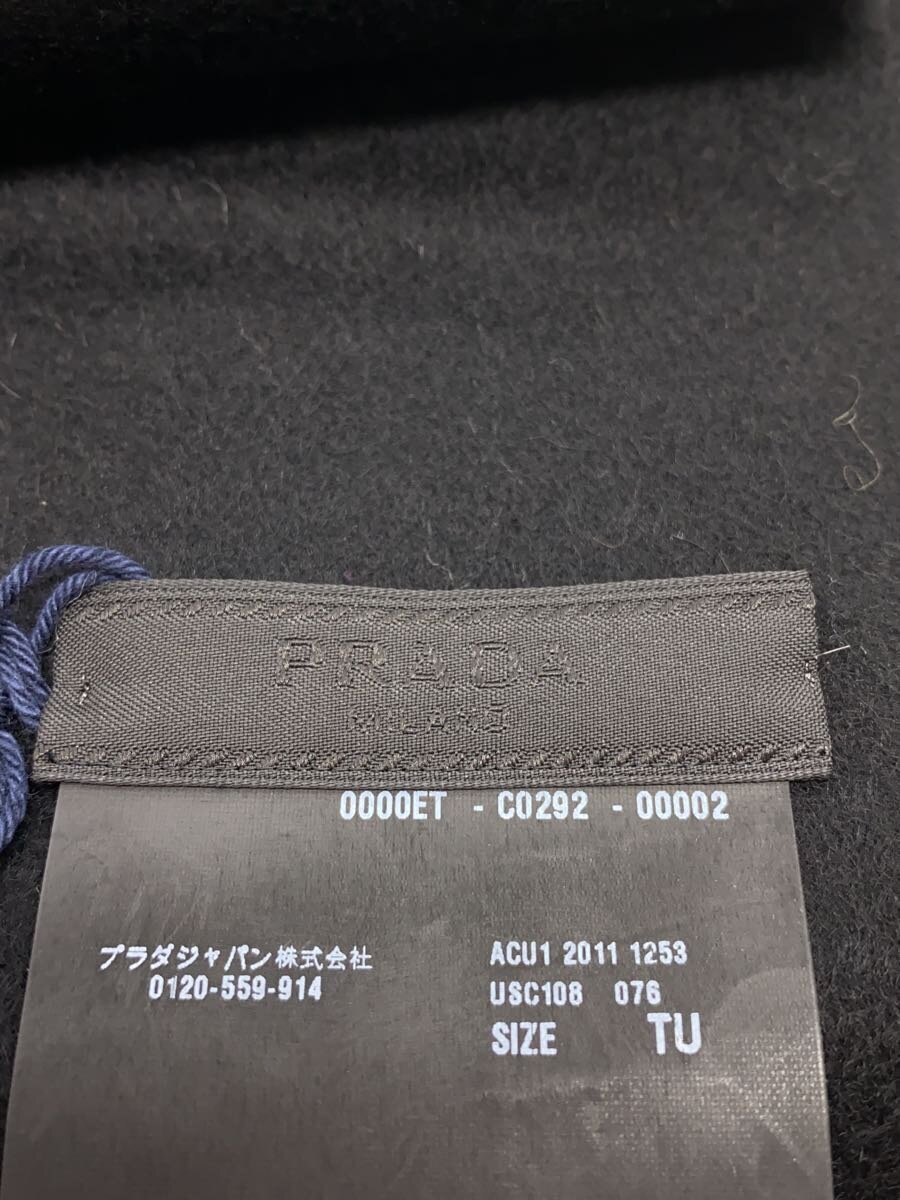 PRADA
MILANO
0000ET - C0292 - 00002
プラダジャパン株式会社
0120-559-914
ACU1 2011 1253
USC108 076
SIZE TU